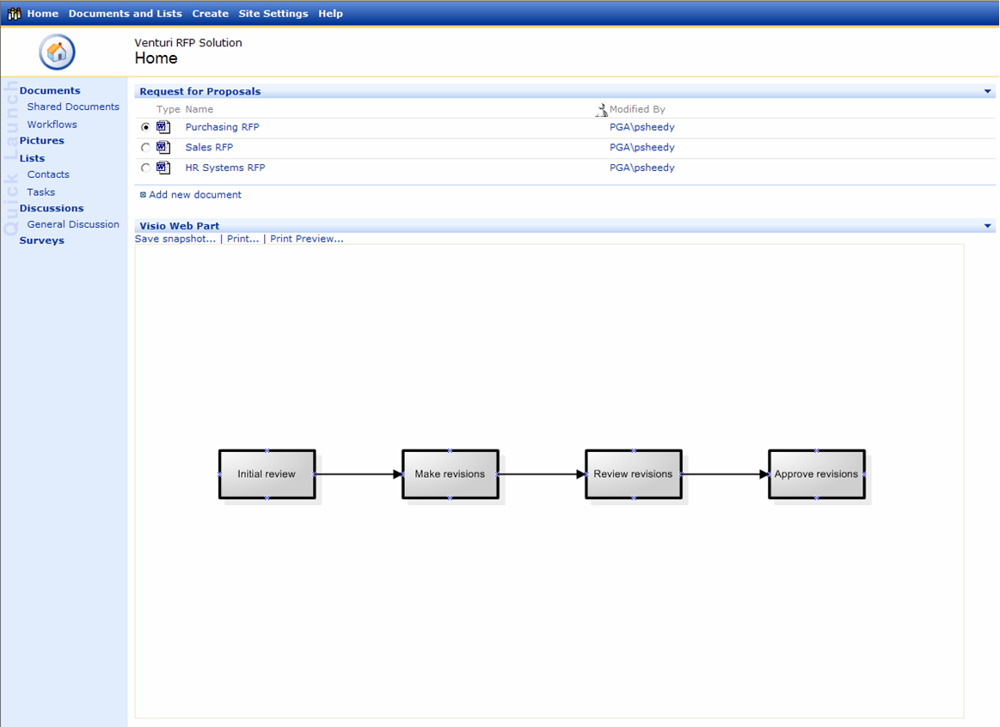 Home Documents and Lists Create Site Settings Help
Venturi RFP Solution
Home
Quick Launch
Documents
Shared Documents
Workflows
Pictures
Lists
Contacts
Tasks
Discussions
General Discussion
Surveys
Request for Proposals
Type Name Modified By
Purchasing RFP PGA\psheedy
Sales RFP PGA\psheedy
HR Systems RFP PGA\psheedy
Add new document
Visio Web Part
Save snapshot... | Print... | Print Preview...
Initial review Make revisions Review revisions Approve revisions